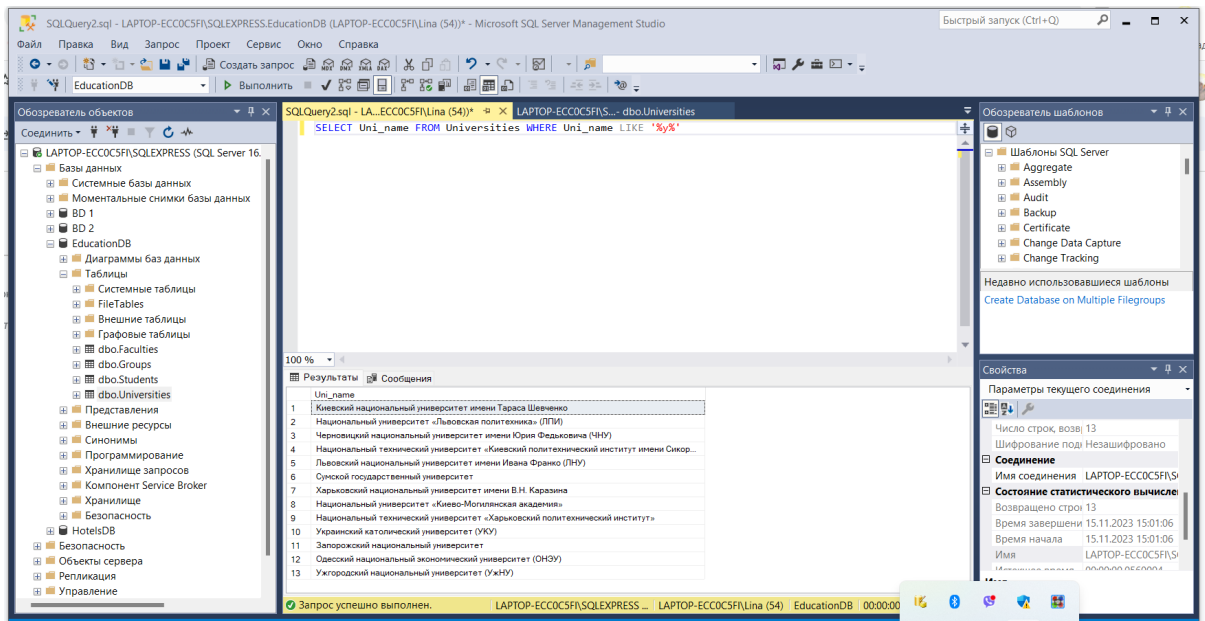 SQLQuery2.sql - LAPTOP-ECC0C5FI\SQLEXPRESS.EducationDB (LAPTOP-ECC0C5FI\Lina (54))* - Microsoft SQL Server Management Studio
Быстрый запуск (Ctrl+Q)
Файл Правка Вид Запрос Проект Сервис Окно Справка
Создать запрос
EducationDB
Выполнить
Обозреватель объектов
Соединить
LAPTOP-ECC0C5FI\SQLEXPRESS (SQL Server 16.
Базы данных
Системные базы данных
Моментальные снимки базы данных
BD 1
BD 2
EducationDB
Диаграммы баз данных
Таблицы
Системные таблицы
FileTables
Внешние таблицы
Графовые таблицы
dbo.Faculties
dbo.Groups
dbo.Students
dbo.Universities
Представления
Внешние ресурсы
Синонимы
Программирование
Хранилище запросов
Компонент Service Broker
Хранилище
Безопасность
HotelsDB
Безопасность
Объекты сервера
Репликация
Управление
SQLQuery2.sql - LA...ECC0C5FI\Lina (54))*
LAPTOP-ECC0C5FI\S...- dbo.Universities
SELECT Uni_name FROM Universities WHERE Uni_name LIKE '%y%'
100 %
Результаты Сообщения
Uni_name
1 Киевский национальный университет имени Тараса Шевченко
2 Национальный университет «Львовская политехника» (ЛПИ)
3 Черновицкий национальный университет имени Юрия Федьковича (ЧНУ)
4 Национальный технический университет «Киевский политехнический институт имени Сикор...
5 Львовский национальный университет имени Ивана Франко (ЛНУ)
6 Сумской государственный университет
7 Харьковский национальный университет имени В.Н. Каразина
8 Национальный университет «Киево-Могилянская академия»
9 Национальный технический университет «Харьковский политехнический институт»
10 Украинский католический университет (УКУ)
11 Запорожский национальный университет
12 Одесский национальный экономический университет (ОНЭУ)
13 Ужгородский национальный университет (УжНУ)
Запрос успешно выполнен.
LAPTOP-ECC0C5FI\SQLEXPRESS ... LAPTOP-ECC0C5FI\Lina (54) EducationDB 00:00:00
Обозреватель шаблонов
Шаблоны SQL Server
Aggregate
Assembly
Audit
Backup
Certificate
Change Data Capture
Change Tracking
Недавно использовавшиеся шаблоны
Create Database on Multiple Filegroups
Свойства
Параметры текущего соединения
Число строк, возв 13
Шифрование под Незашифровано
Соединение
Имя соединения LAPTOP-ECC0C5FI\S
Состояние статистического вычисле
Возвращено строк 13
Время завершени 15.11.2023 15:01:06
Время начала 15.11.2023 15:01:06
Имя LAPTOP-ECC0C5FI\S